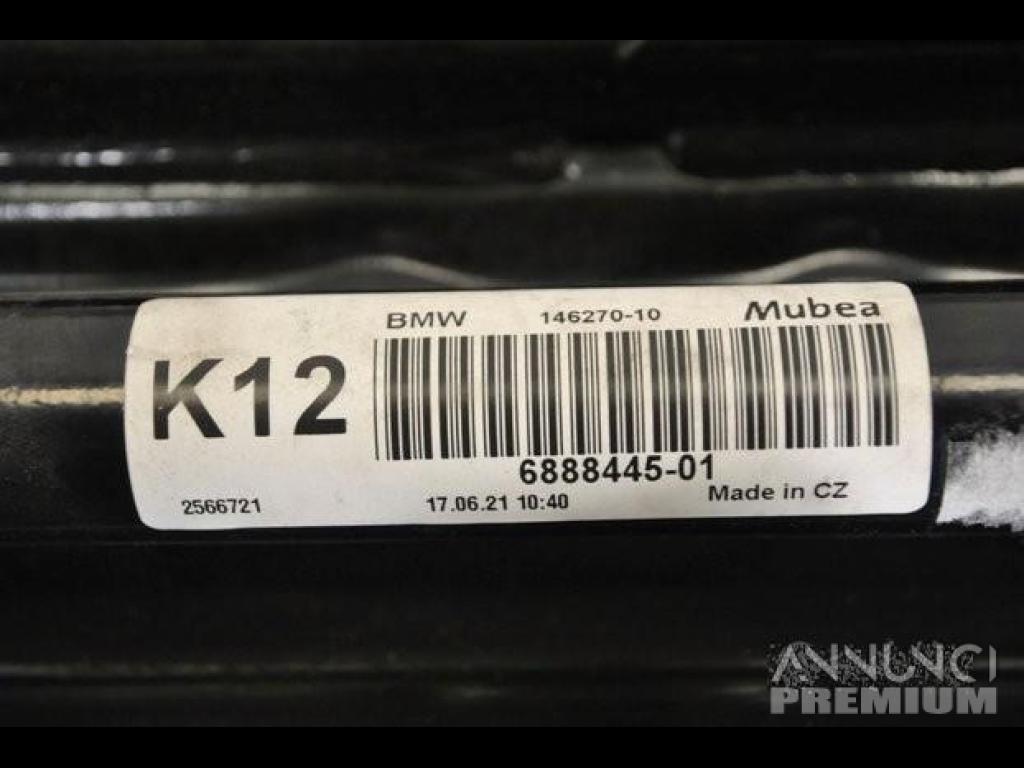 BMW 146270-10 Mubea
K12
6888445-01
2566721 17.06.21 10:40 Made in CZ
ANNUNCI
PREMIUM